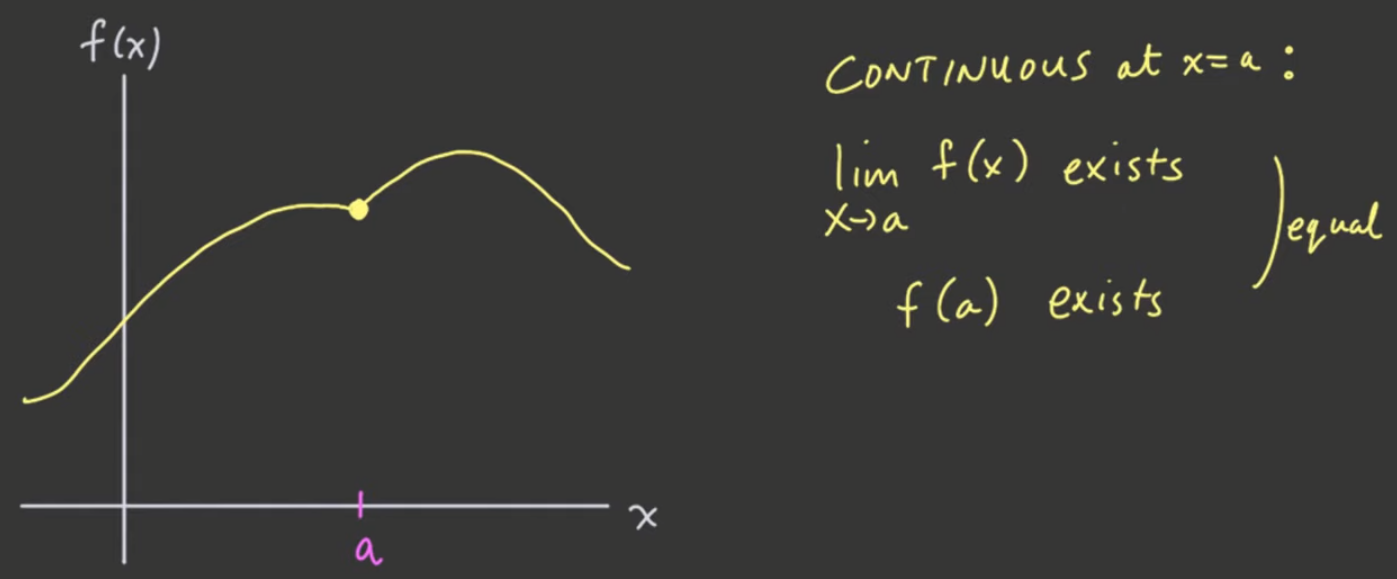 f(x)
x
a
CONTINUOUS at x=a:
lim f(x) exists
x→a
equal
f(a) exists